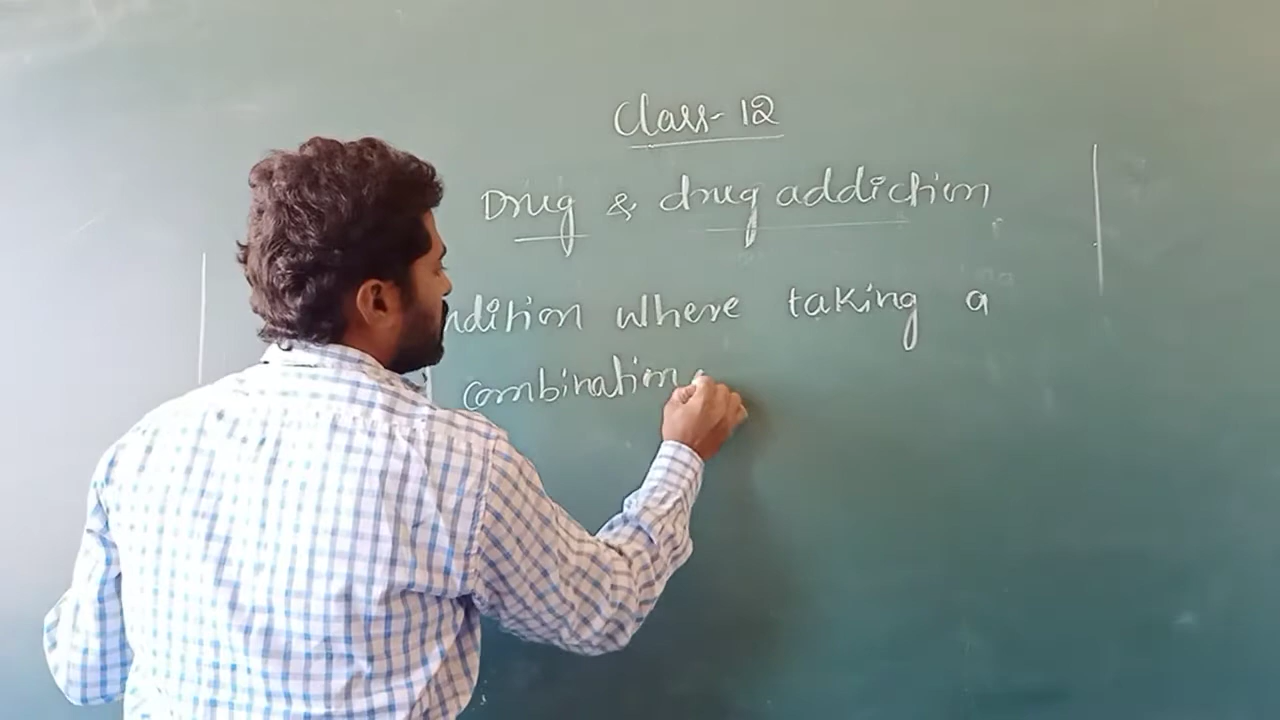 Class-12
Drug & drug addiction
ndition where taking a
combination